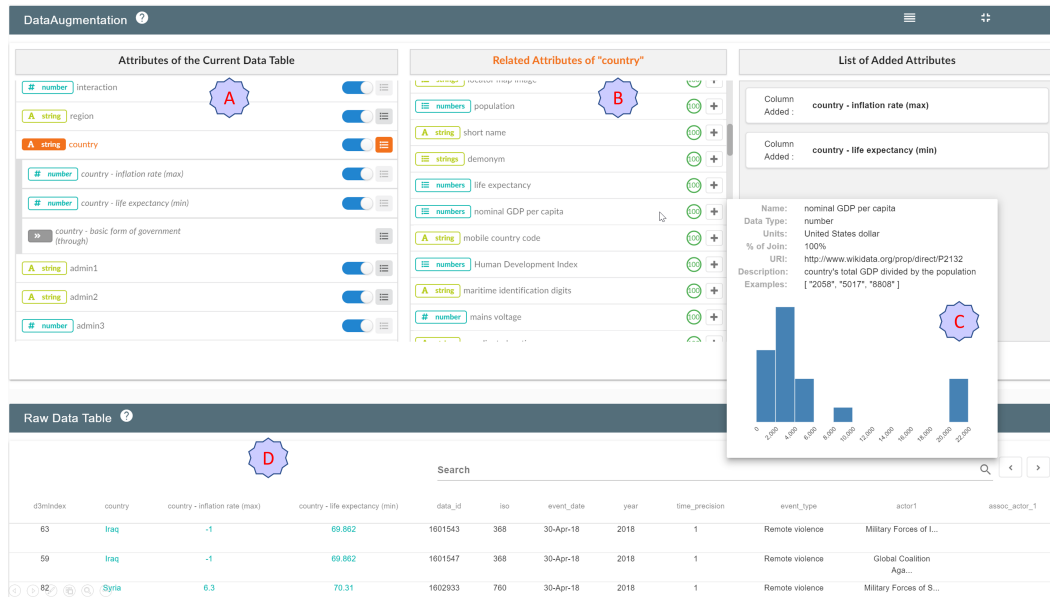 DataAugmentation ?
Attributes of the Current Data Table
# number interaction
A string region
A string country
# number country - inflation rate (max)
# number country - life expectancy (min)
» country - basic form of government
(through)
A string admin1
A string admin2
# number admin3
A
Related Attributes of "country"
strings locator map image
numbers population 100 +
A string short name 100 +
strings demonym 100 +
numbers life expectancy 100 +
numbers nominal GDP per capita 100 +
A string mobile country code 100 +
numbers Human Development Index 100 +
A string maritime identification digits 100 +
# number mains voltage 100 +
B
List of Added Attributes
Column
Added : country - inflation rate (max)
Column
Added : country - life expectancy (min)
Name: nominal GDP per capita
Data Type: number
Units: United States dollar
% of Join: 100%
URI: http://www.wikidata.org/prop/direct/P2132
Description: country's total GDP divided by the population
Examples: [ "2058", "5017", "8808" ]
C
0 2,000 4,000 6,000 8,000 10,000 12,000 14,000 16,000 18,000 20,000 22,000
Raw Data Table ?
D
Search
< >
d3mIndex country country - inflation rate (max) country - life expectancy (min) data_id iso event_date year time_precision event_type actor1 assoc_actor_1
63 Iraq -1 69.862 1601543 368 30-Apr-18 2018 1 Remote violence Military Forces of I...
59 Iraq -1 69.862 1601547 368 30-Apr-18 2018 1 Remote violence Global Coalition
Aga...
82 Syria 6.3 70.31 1602933 760 30-Apr-18 2018 1 Remote violence Military Forces of S...